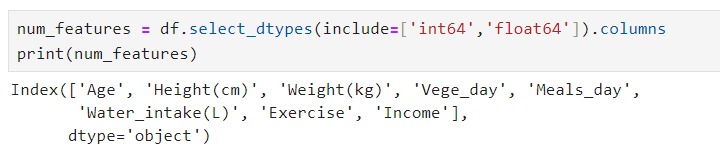 num_features = df.select_dtypes(include=['int64','float64']).columns
print(num_features)
Index(['Age', 'Height(cm)', 'Weight(kg)', 'Vege_day', 'Meals_day',
       'Water_intake(L)', 'Exercise', 'Income'],
      dtype='object')